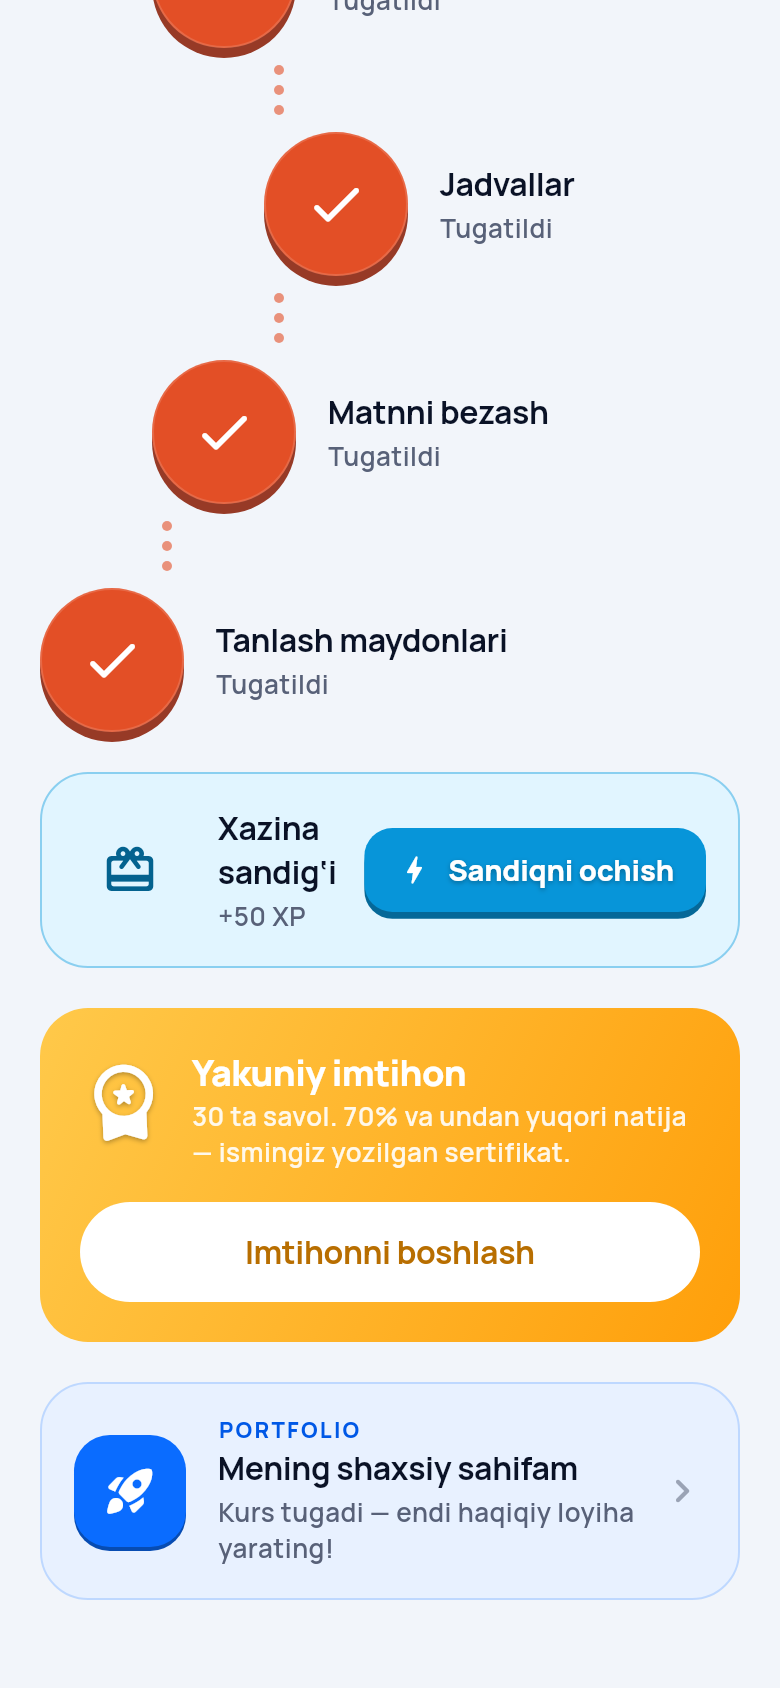 Tugatildi
Jadvallar
Tugatildi
Matnni bezash
Tugatildi
Tanlash maydonlari
Tugatildi
Xazina
sandigʻi
+50 XP
Sandiqni ochish
Yakuniy imtihon
30 ta savol. 70% va undan yuqori natija
— ismingiz yozilgan sertifikat.
Imtihonni boshlash
PORTFOLIO
Mening shaxsiy sahifam
Kurs tugadi — endi haqiqiy loyiha
yarating!